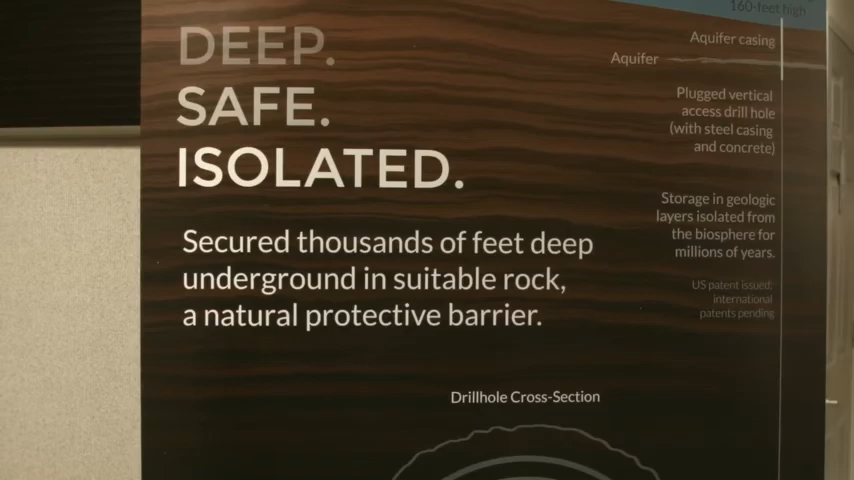 DEEP.
SAFE.
ISOLATED.
Secured thousands of feet deep
underground in suitable rock,
a natural protective barrier.
Drillhole Cross-Section
160-feet high
Aquifer casing
Aquifer
Plugged vertical
access drill hole
(with steel casing
and concrete)
Storage in geologic
layers isolated from
the biosphere for
millions of years.
US patent issued;
international
patents pending